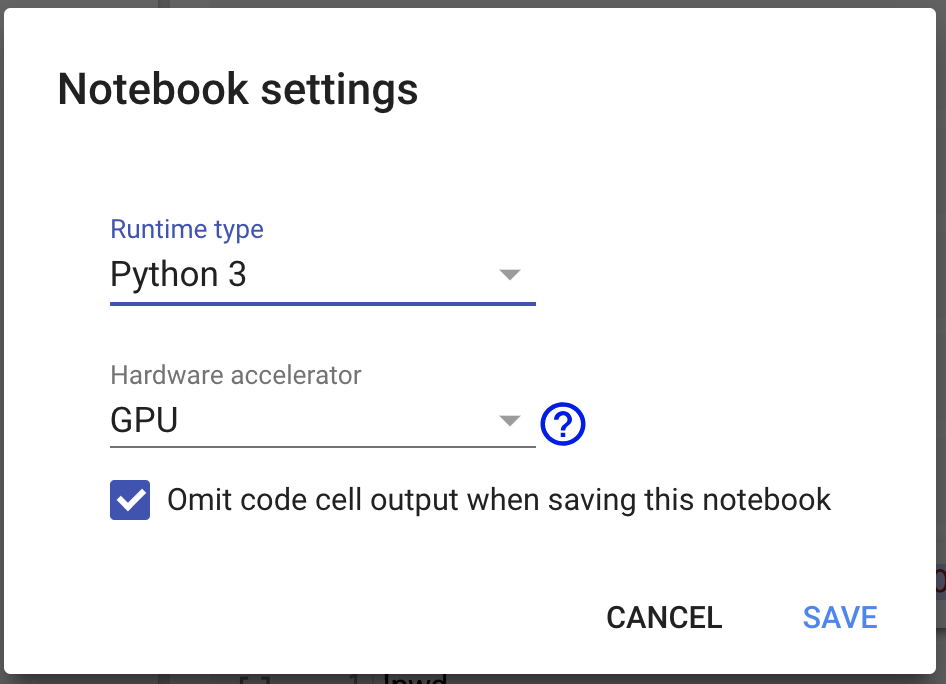 Notebook settings
Runtime type
Python 3
Hardware accelerator
GPU
?
Omit code cell output when saving this notebook
CANCEL
SAVE